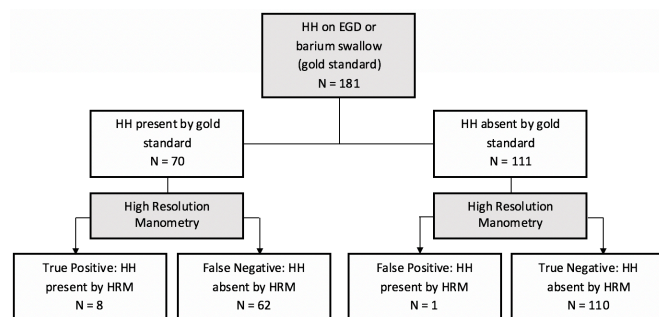 HH on EGD or
barium swallow
(gold standard)
N = 181
HH present by gold
standard
N = 70
HH absent by gold
standard
N = 111
High Resolution
Manometry
High Resolution
Manometry
True Positive: HH
present by HRM
N = 8
False Negative: HH
absent by HRM
N = 62
False Positive: HH
present by HRM
N = 1
True Negative: HH
absent by HRM
N = 110